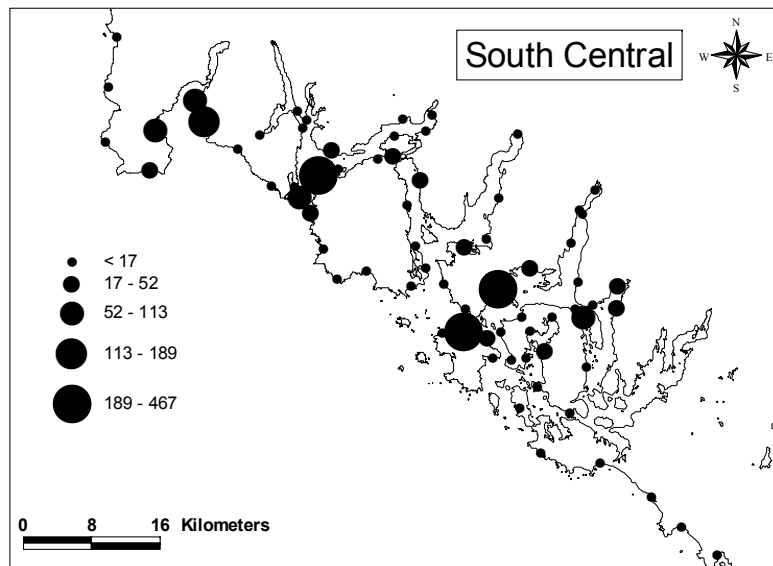 South Central
N
W E
S
< 17
17 - 52
52 - 113
113 - 189
189 - 467
0 8 16 Kilometers